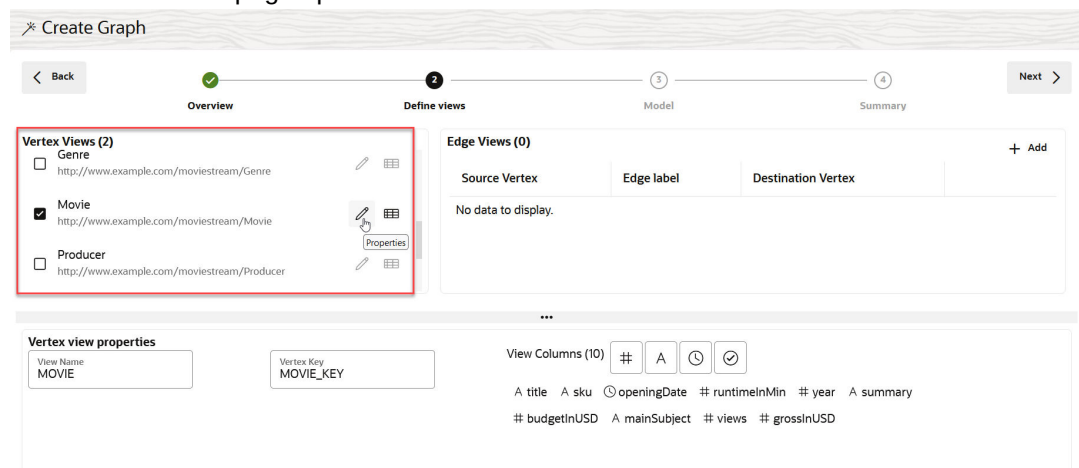 Create Graph
Back
2
3
4
Next
Overview
Define views
Model
Summary
Vertex Views (2)
Genre
http://www.example.com/moviestream/Genre
Movie
http://www.example.com/moviestream/Movie
Properties
Producer
http://www.example.com/moviestream/Producer
Edge Views (0)
+ Add
Source Vertex Edge label Destination Vertex
No data to display.
Vertex view properties
View Name
MOVIE
Vertex Key
MOVIE_KEY
View Columns (10) # A
A title A sku openingDate # runtimeInMin # year A summary
# budgetInUSD A mainSubject # views # grossInUSD